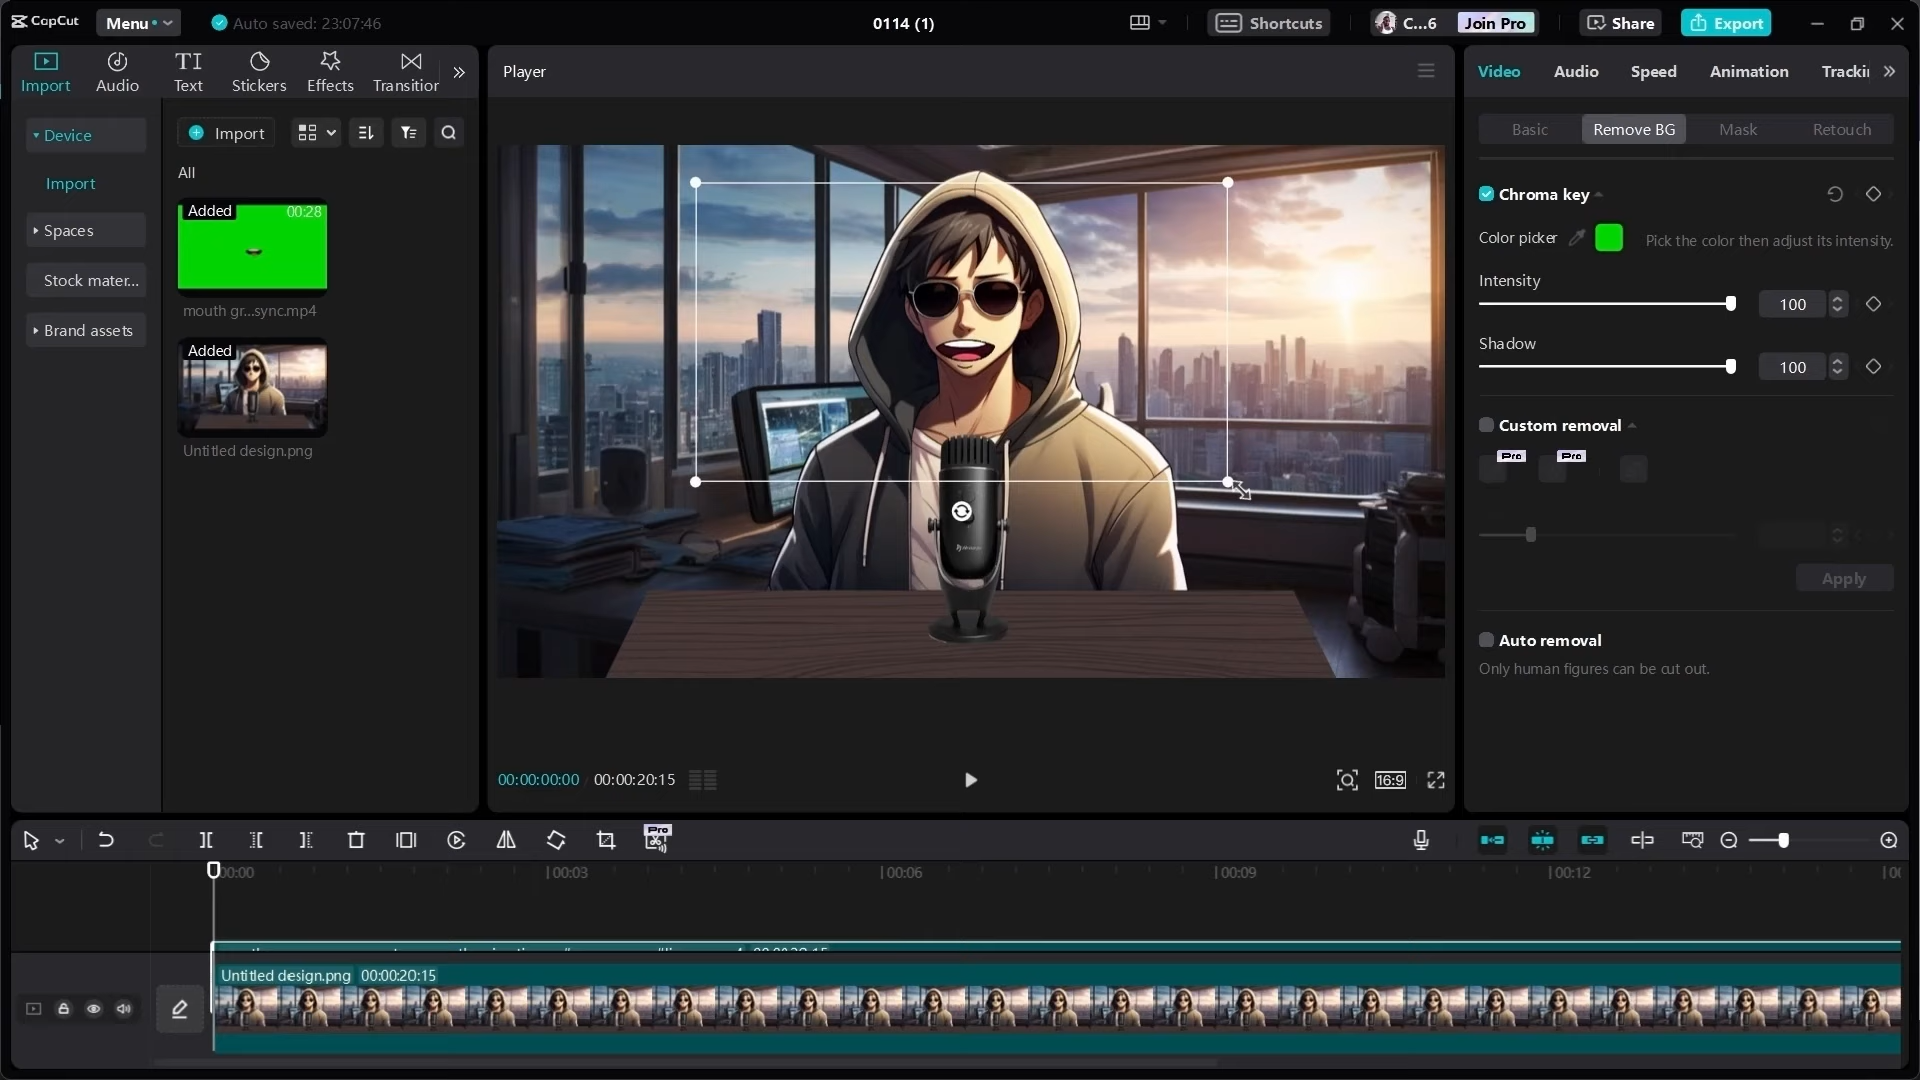 CapCut
Menu
Auto saved: 23:07:46
0114 (1)
Shortcuts
C...6
Join Pro
Share
Export
Import
Audio
Text
Stickers
Effects
Transition
Player
Video
Audio
Speed
Animation
Tracki
Device
Import
Spaces
Stock mater...
Brand assets
Import
All
Added
00:28
mouth gr...sync.mp4
Added
Untitled design.png
Basic
Remove BG
Mask
Retouch
Chroma key
Color picker
Pick the color then adjust its intensity.
Intensity
100
Shadow
100
Custom removal
Pro
Pro
Apply
Auto removal
Only human figures can be cut out.
00:00:00:00
00:00:20:15
16:9
Pro
00:00
00:03
00:06
00:09
00:12
Untitled design.png 00:00:20:15